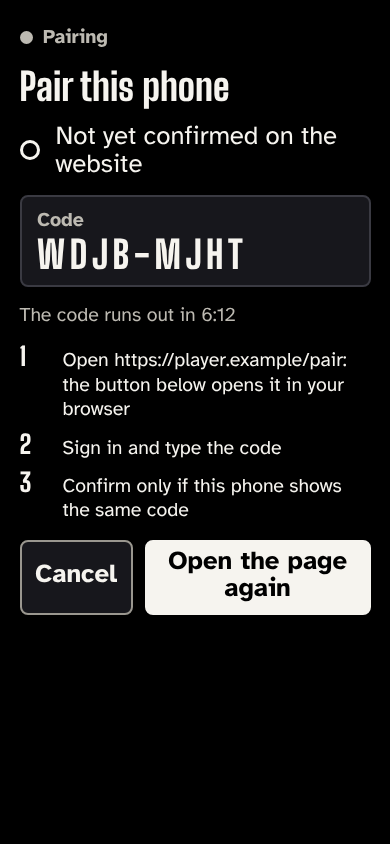 Pairing
Pair this phone
Not yet confirmed on the
website
Code
WDJB-MJHT
The code runs out in 6:12
1 Open https://player.example/pair:
the button below opens it in your
browser
2 Sign in and type the code
3 Confirm only if this phone shows
the same code
Cancel
Open the page
again